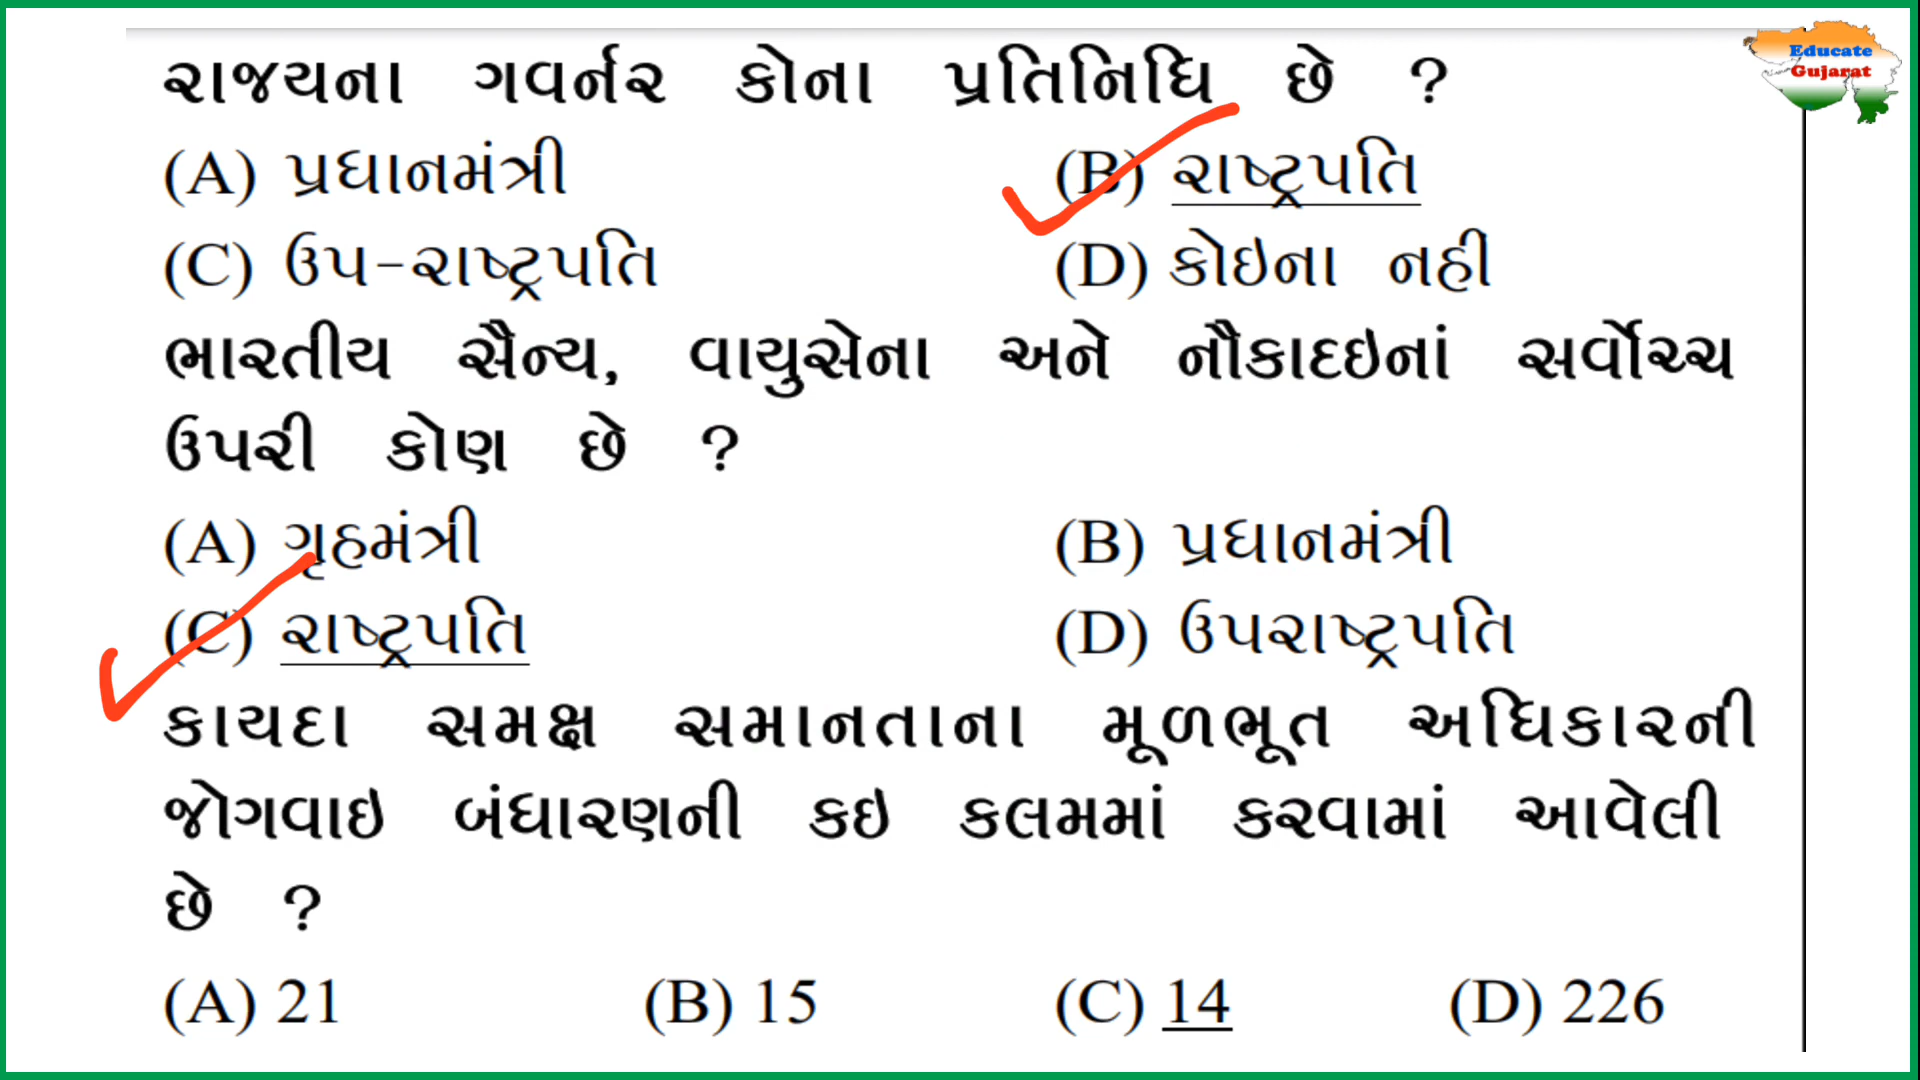 Educate
Gujarat
રાજયના ગવર્નર કોના પ્રતિનિધિ છે ?
(A) પ્રધાનમંત્રી (B) રાષ્ટ્રપતિ
(C) ઉપ-રાષ્ટ્રપતિ (D) કોઇના નહી
ભારતીય સૈન્ય, વાયુસેના અને નૌકાદઇનાં સર્વોચ્ચ
ઉપરી કોણ છે ?
(A) ગૃહમંત્રી (B) પ્રધાનમંત્રી
(C) રાષ્ટ્રપતિ (D) ઉપરાષ્ટ્રપતિ
કાયદા સમક્ષ સમાનતાના મૂળભૂત અધિકારની
જોગવાઇ બંધારણની કઇ કલમમાં કરવામાં આવેલી
છે ?
(A) 21 (B) 15 (C) 14 (D) 226